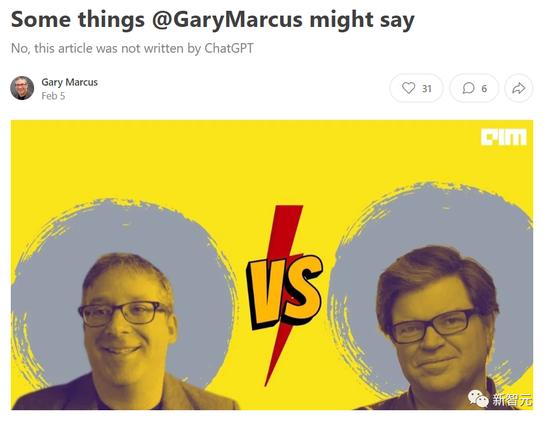 Some things @GaryMarcus might say
No, this article was not written by ChatGPT
Gary Marcus
Feb 5
31
6
AIM
VS
新智元